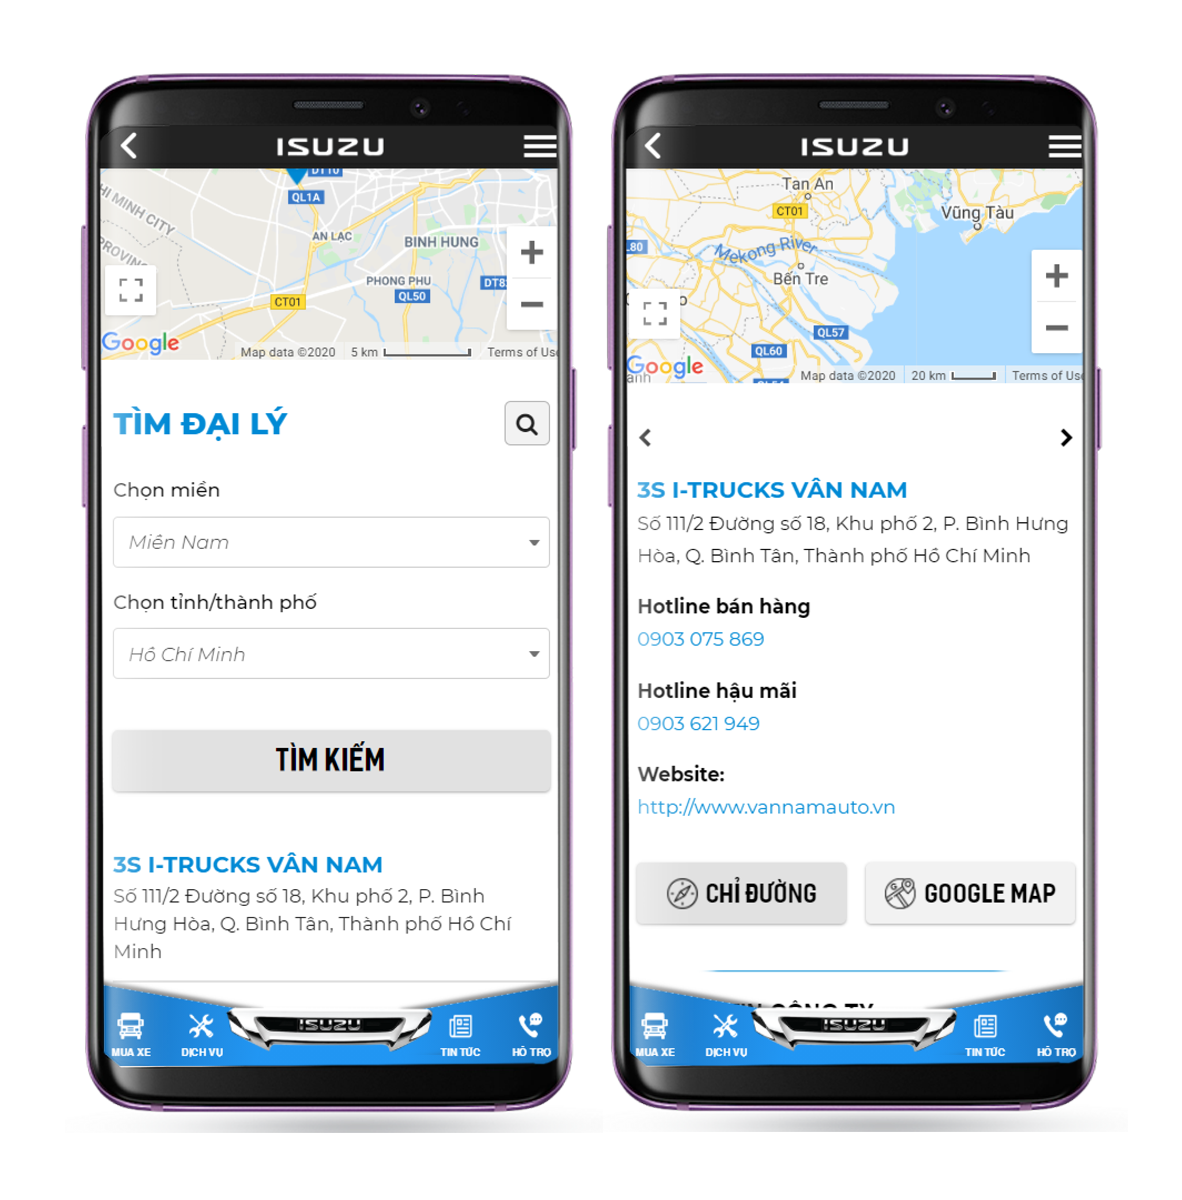 ISUZU
DT10
QL1A
HI MINH CITY
PROVINC
AN LAC
BINH HUNG
PHONG PHU
QL50
DT8
CT01
Google
Map data ©2020
5 km
Terms of Us
TÌM ĐẠI LÝ
Chọn miền
Miền Nam
Chọn tỉnh/thành phố
Hồ Chí Minh
TÌM KIẾM
3S I-TRUCKS VÂN NAM
Số 111/2 Đường số 18, Khu phố 2, P. Bình
Hưng Hòa, Q. Bình Tân, Thành phố Hồ Chí
Minh
ISUZU
MUA XE
DỊCH VỤ
TIN TỨC
HỖ TRỢ
ISUZU
Tan An
CT01
Vũng Tàu
80
Mekong River
Bến Tre
QL57
QL60
Google
anh
Map data ©2020
20 km
Terms of Use
3S I-TRUCKS VÂN NAM
Số 111/2 Đường số 18, Khu phố 2, P. Bình Hưng
Hòa, Q. Bình Tân, Thành phố Hồ Chí Minh
Hotline bán hàng
0903 075 869
Hotline hậu mãi
0903 621 949
Website:
http://www.vannamauto.vn
CHỈ ĐƯỜNG
GOOGLE MAP
ISUZU
MUA XE
DỊCH VỤ
TIN TỨC
HỖ TRỢ